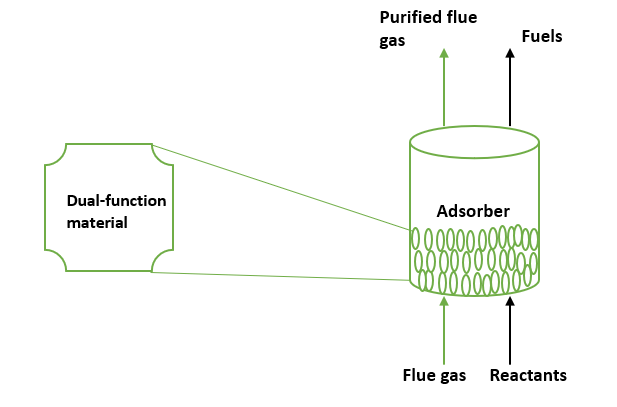 Purified flue
gas
Fuels
Dual-function
material
Adsorber
Flue gas
Reactants